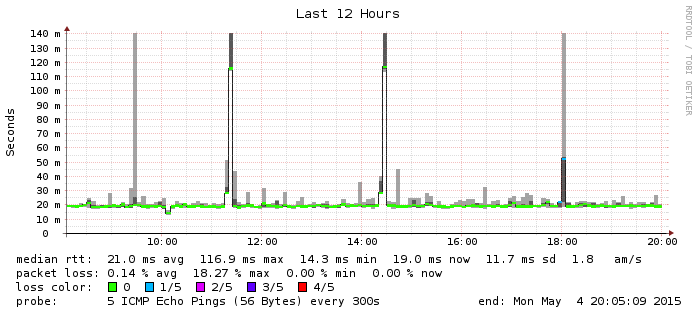 Last 12 Hours
RRDTOOL / TOBI OETIKER
Seconds
140 m
130 m
120 m
110 m
100 m
90 m
80 m
70 m
60 m
50 m
40 m
30 m
20 m
10 m
0
10:00 12:00 14:00 16:00 18:00 20:00
median rtt: 21.0 ms avg 116.9 ms max 14.3 ms min 19.0 ms now 11.7 ms sd 1.8 am/s
packet loss: 0.14 % avg 18.27 % max 0.00 % min 0.00 % now
loss color: 0 1/5 2/5 3/5 4/5
probe: 5 ICMP Echo Pings (56 Bytes) every 300s end: Mon May 4 20:05:09 2015